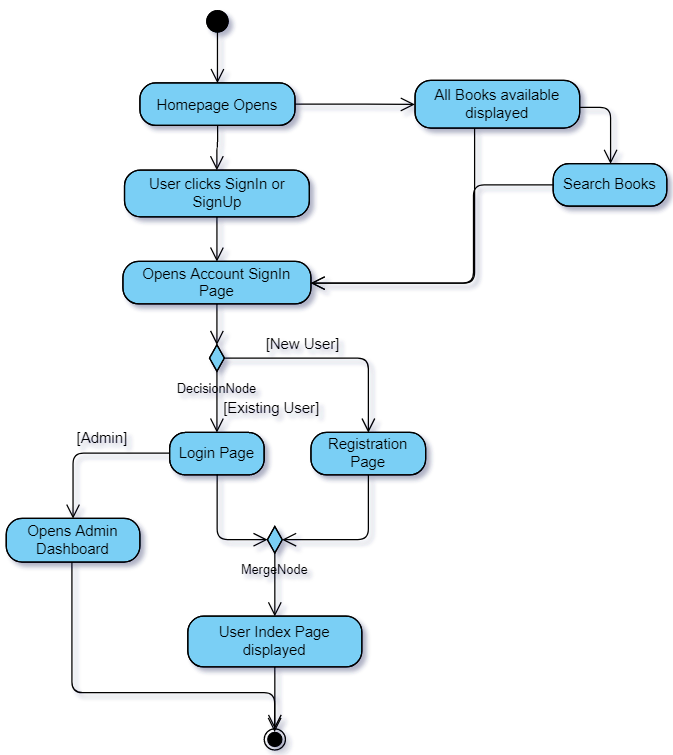 Homepage Opens
All Books available
displayed
User clicks SignIn or
SignUp
Search Books
Opens Account SignIn
Page
[New User]
DecisionNode
[Existing User]
[Admin]
Login Page
Registration
Page
Opens Admin
Dashboard
MergeNode
User Index Page
displayed